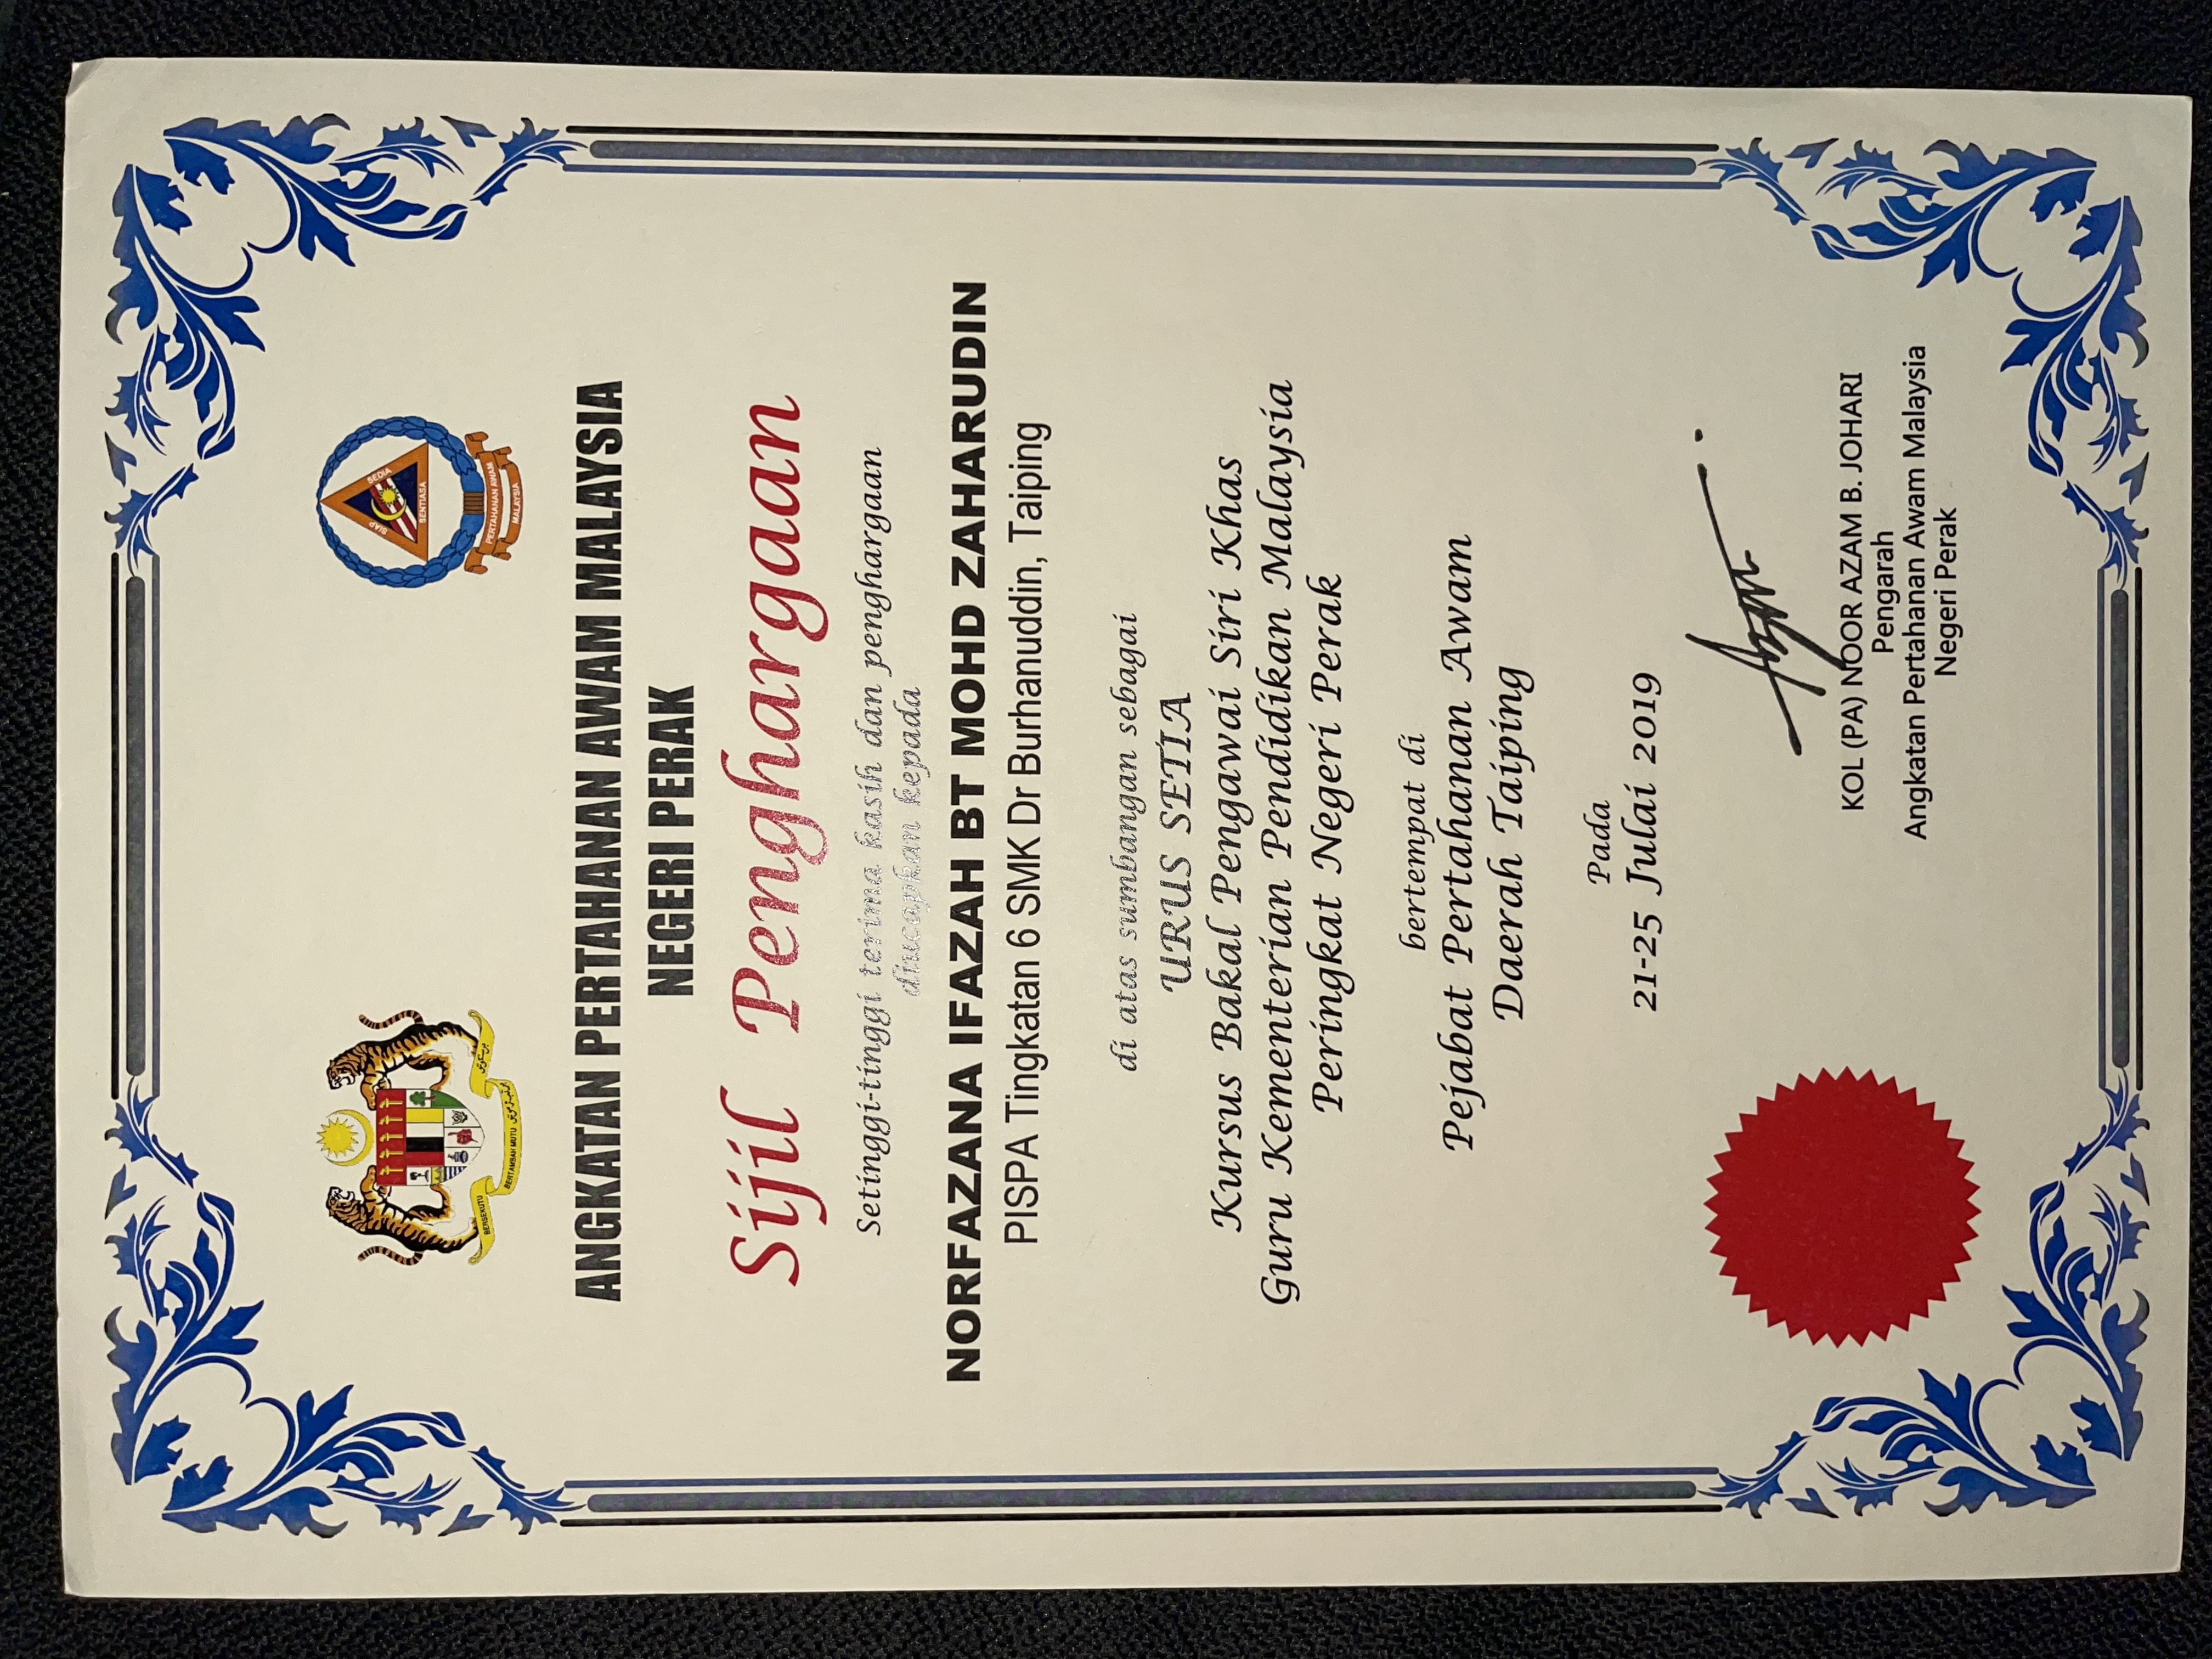 BERSEKUTU
BERTAMBAH MUTU
SIAP
SEDIA
SENTIASA
PERTAHANAN AWAM
MALAYSIA
ANGKATAN PERTAHANAN AWAM MALAYSIA
NEGERI PERAK
Sijil Penghargaan
Setinggi-tinggi terima kasih dan penghargaan
diucapkan kepada
NORFAZANA IFAZAH BT MOHD ZAHARUDIN
PISPA Tingkatan 6 SMK Dr Burhanuddin, Taiping
di atas sumbangan sebagai
URUS SETIA
Kursus Bakal Pengawai Siri Khas
Guru Kementerian Pendidikan Malaysia
Peringkat Negeri Perak
bertempat di
Pejabat Pertahanan Awam
Daerah Taiping
Pada
21-25 Julai 2019
KOL (PA) NOOR AZAM B. JOHARI
Pengarah
Angkatan Pertahanan Awam Malaysia
Negeri Perak